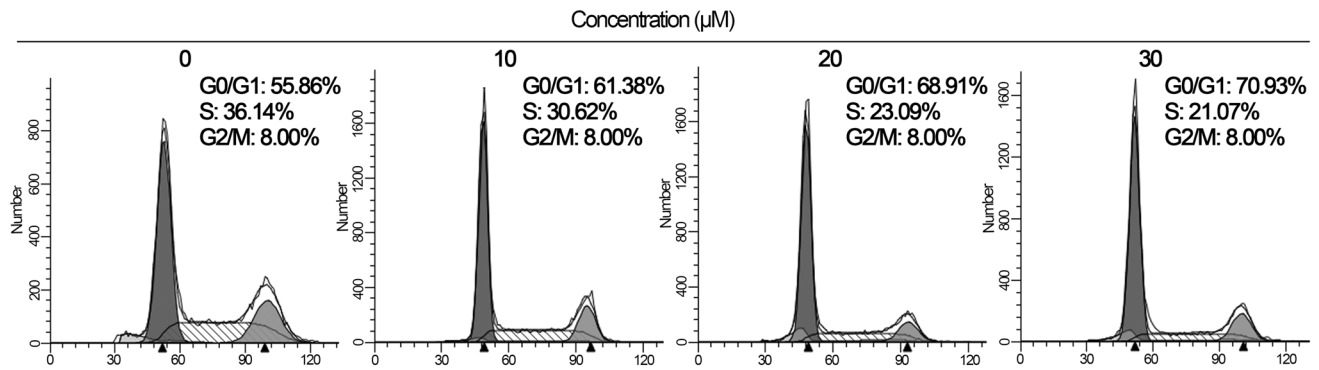 Concentration (µM)
0
10
20
30
G0/G1: 55.86%
S: 36.14%
G2/M: 8.00%
G0/G1: 61.38%
S: 30.62%
G2/M: 8.00%
G0/G1: 68.91%
S: 23.09%
G2/M: 8.00%
G0/G1: 70.93%
S: 21.07%
G2/M: 8.00%
Number
0 200 400 600 800
0 30 60 90 120
Number
0 400 800 1200 1600
0 30 60 90 120
Number
0 400 800 1200 1600
0 30 60 90 120
Number
0 400 800 1200 1600
0 30 60 90 120